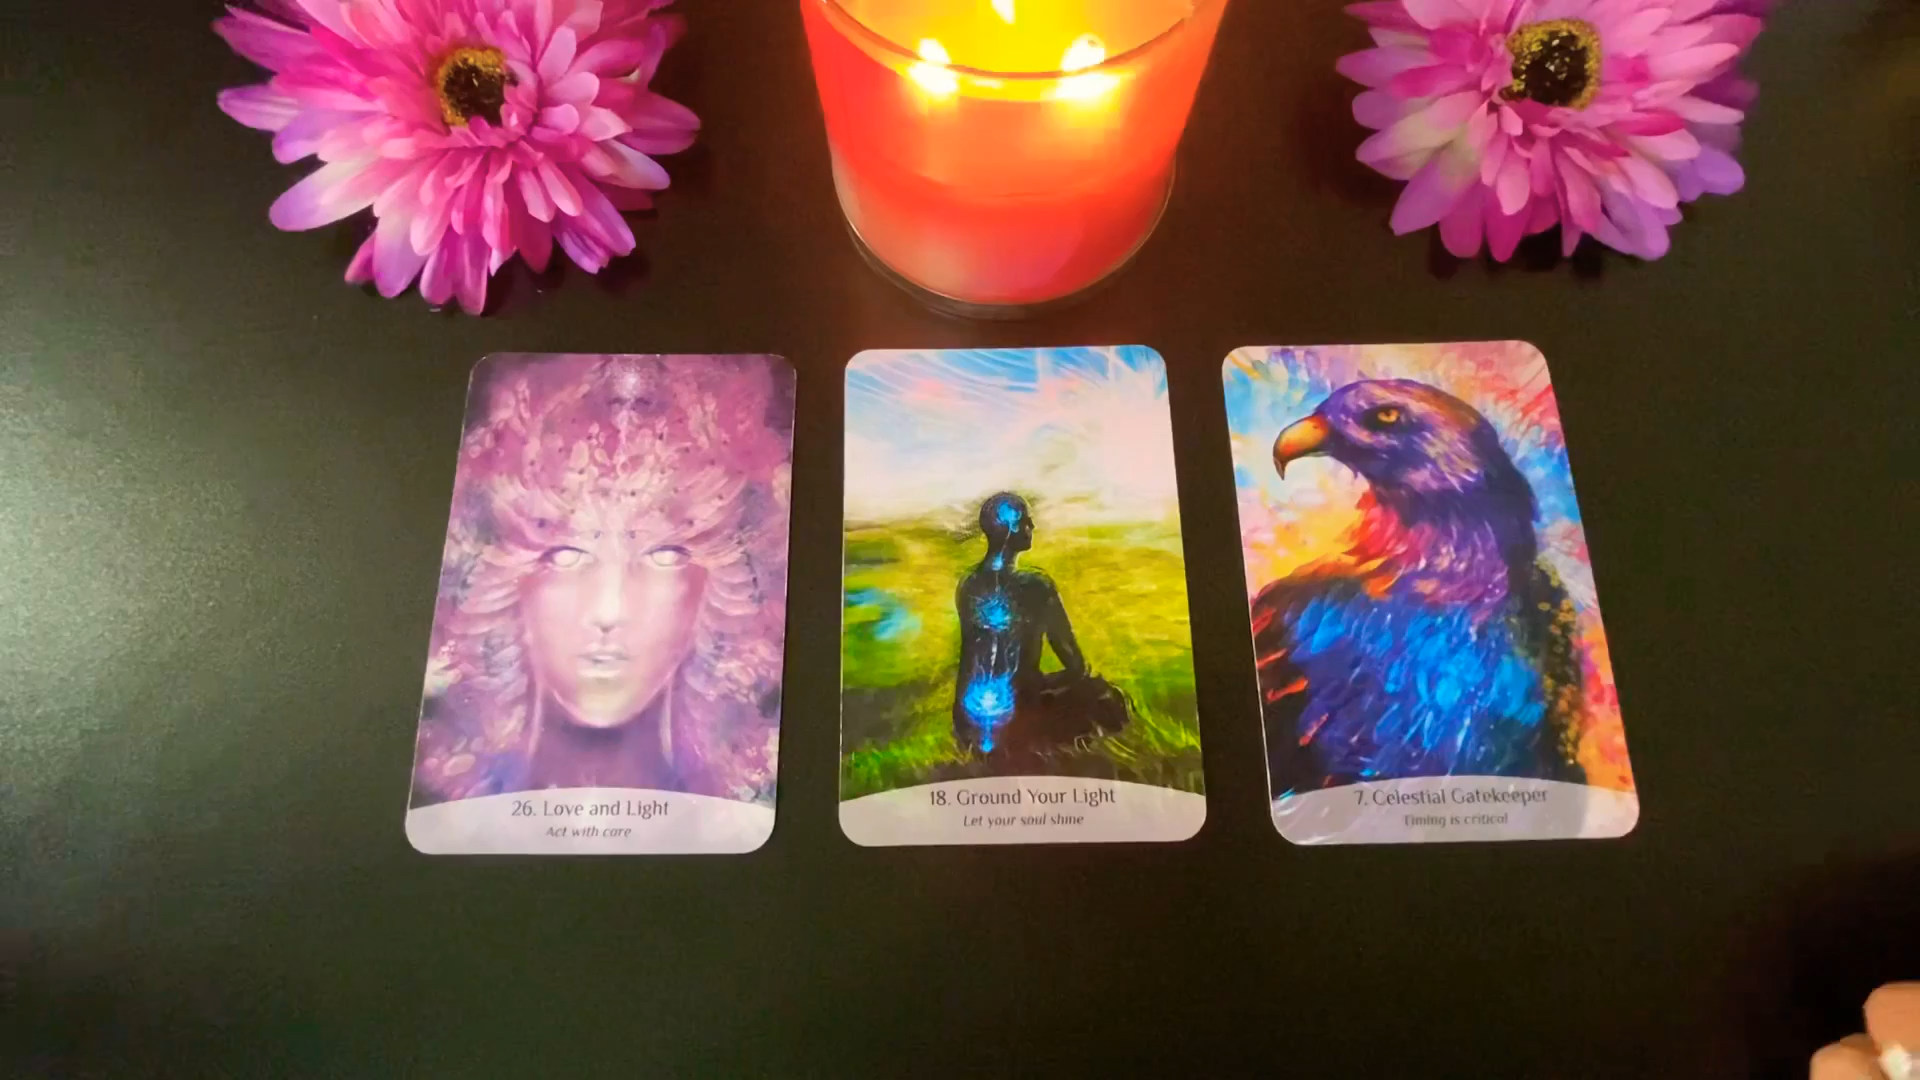 26. Love and Light
Act with care
18. Ground Your Light
Let your soul shine
7. Celestial Gatekeeper
Timing is critical